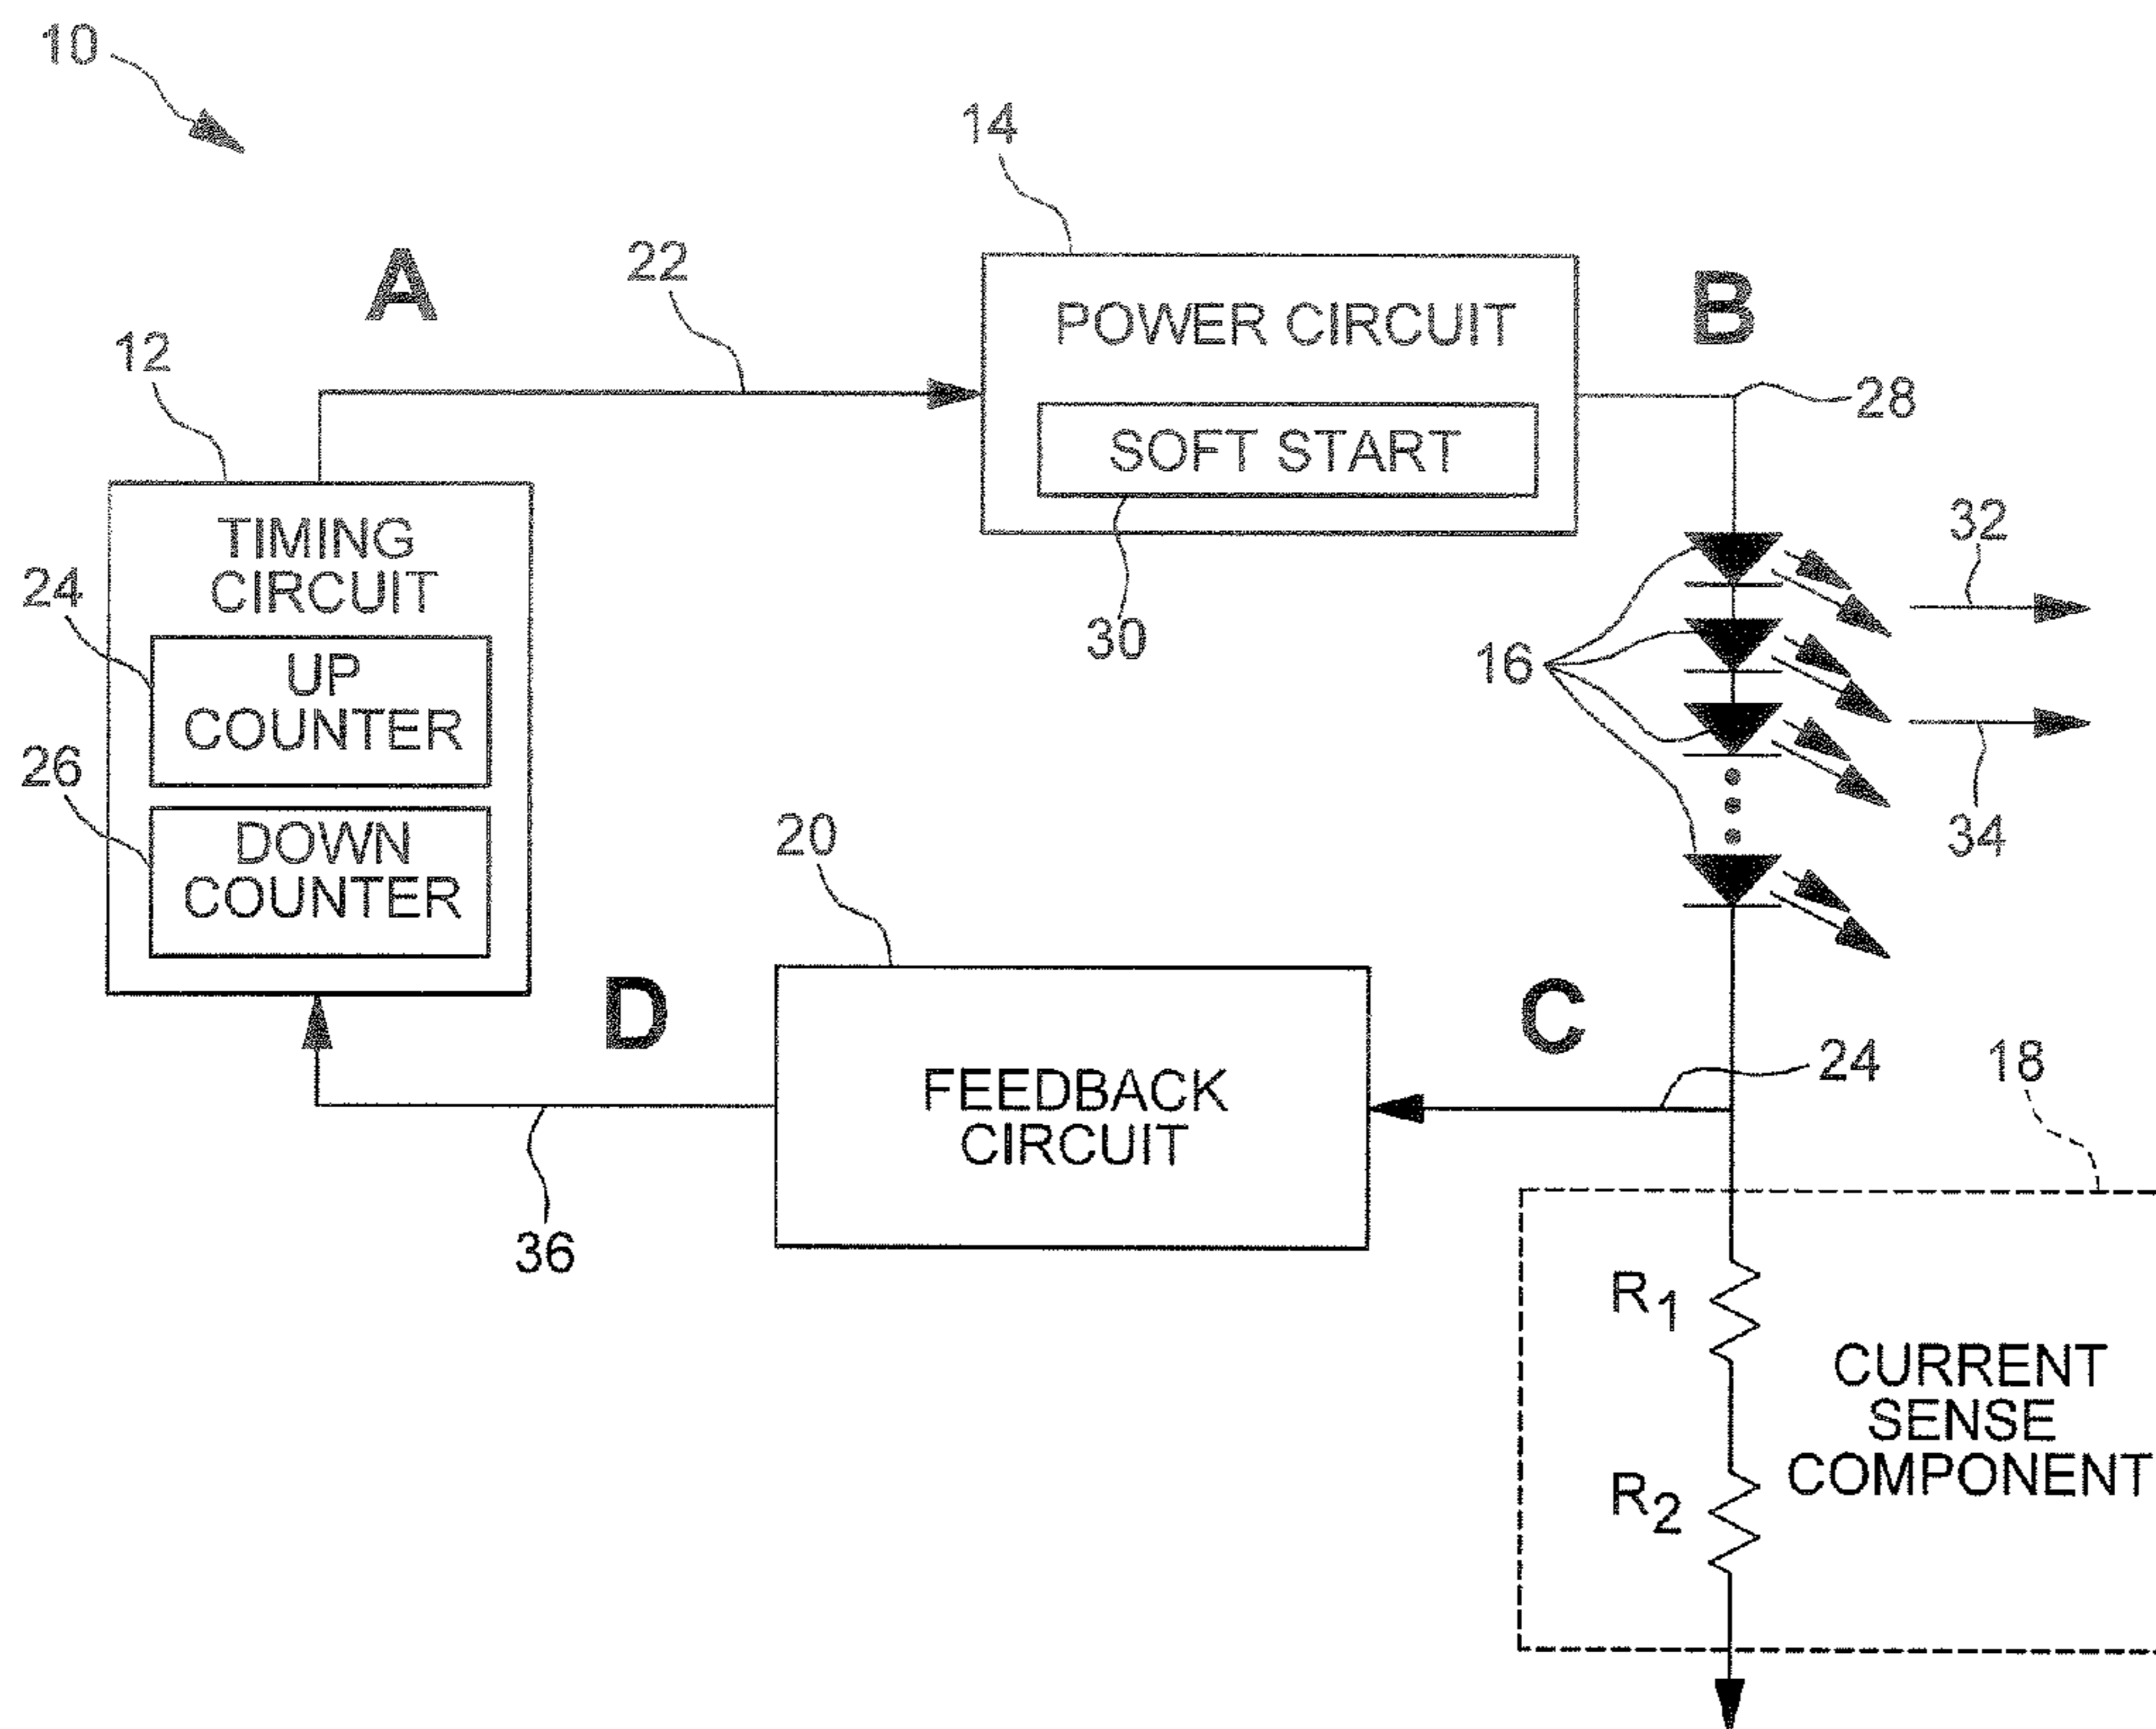 10
14
A
22
B
12
POWER CIRCUIT
28
SOFT START
TIMING
CIRCUIT
32
24
30
UP
COUNTER
16
26
34
20
DOWN
COUNTER
D
C
FEEDBACK
CIRCUIT
24
18
36
R1
CURRENT
SENSE
COMPONENT
R2